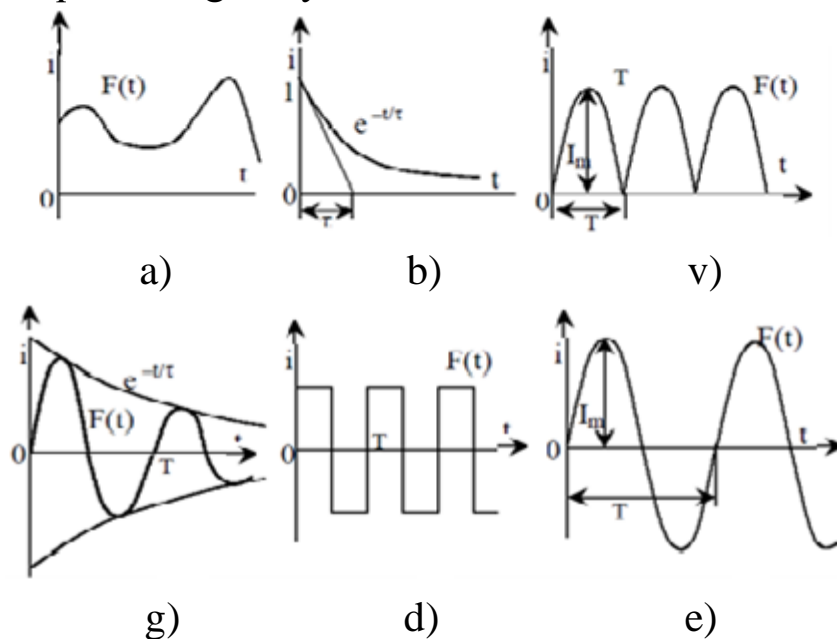 i F(t) t 0
i 1 e^{-t/τ} t 0 τ
i T F(t) I_m t 0 T
a) b) v)
i e^{-t/τ} F(t) 0 T
i F(t) 0 T t
i F(t) I_m 0 t T
g) d) e)